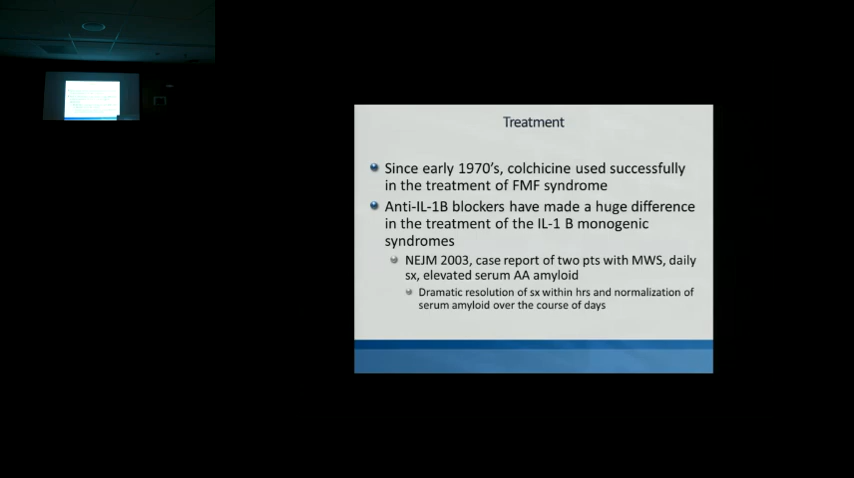 Treatment
Since early 1970's, colchicine used successfully
in the treatment of FMF syndrome
Anti-IL-1B blockers have made a huge difference
in the treatment of the IL-1 B monogenic
syndromes
NEJM 2003, case report of two pts with MWS, daily
sx, elevated serum AA amyloid
Dramatic resolution of sx within hrs and normalization of
serum amyloid over the course of days